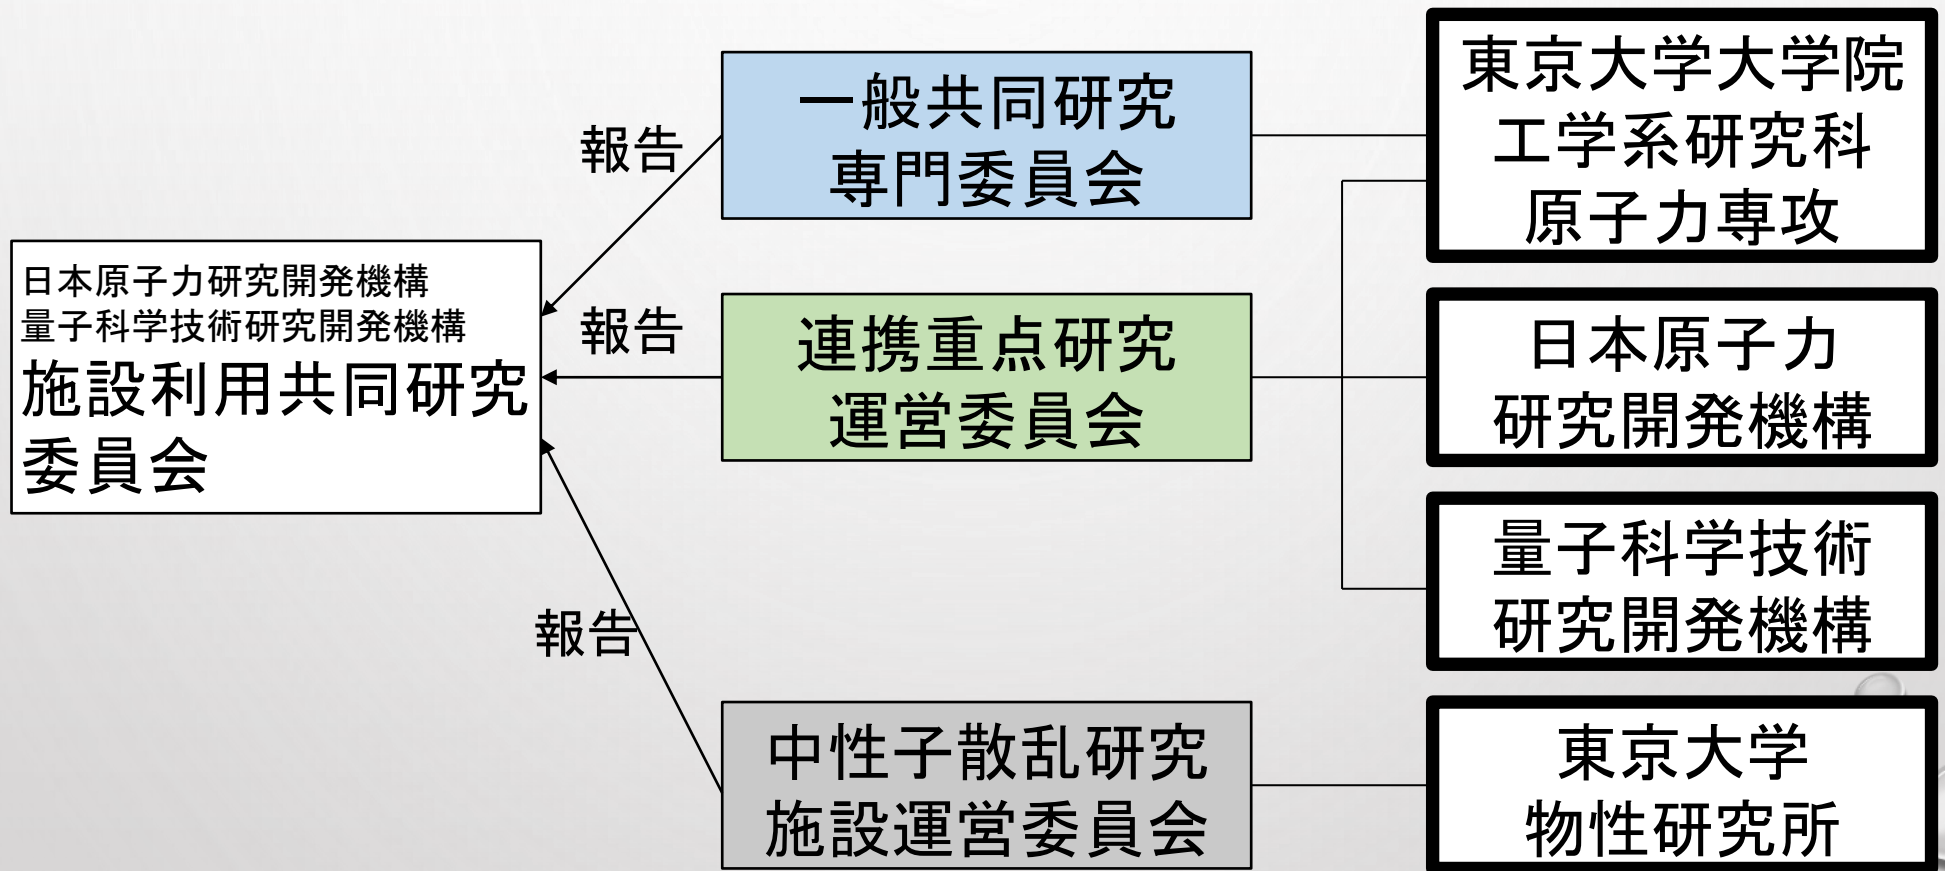 日本原子力研究開発機構
量子科学技術研究開発機構
施設利用共同研究
委員会
報告
報告
報告
一般共同研究
専門委員会
連携重点研究
運営委員会
中性子散乱研究
施設運営委員会
東京大学大学院
工学系研究科
原子力専攻
日本原子力
研究開発機構
量子科学技術
研究開発機構
東京大学
物性研究所